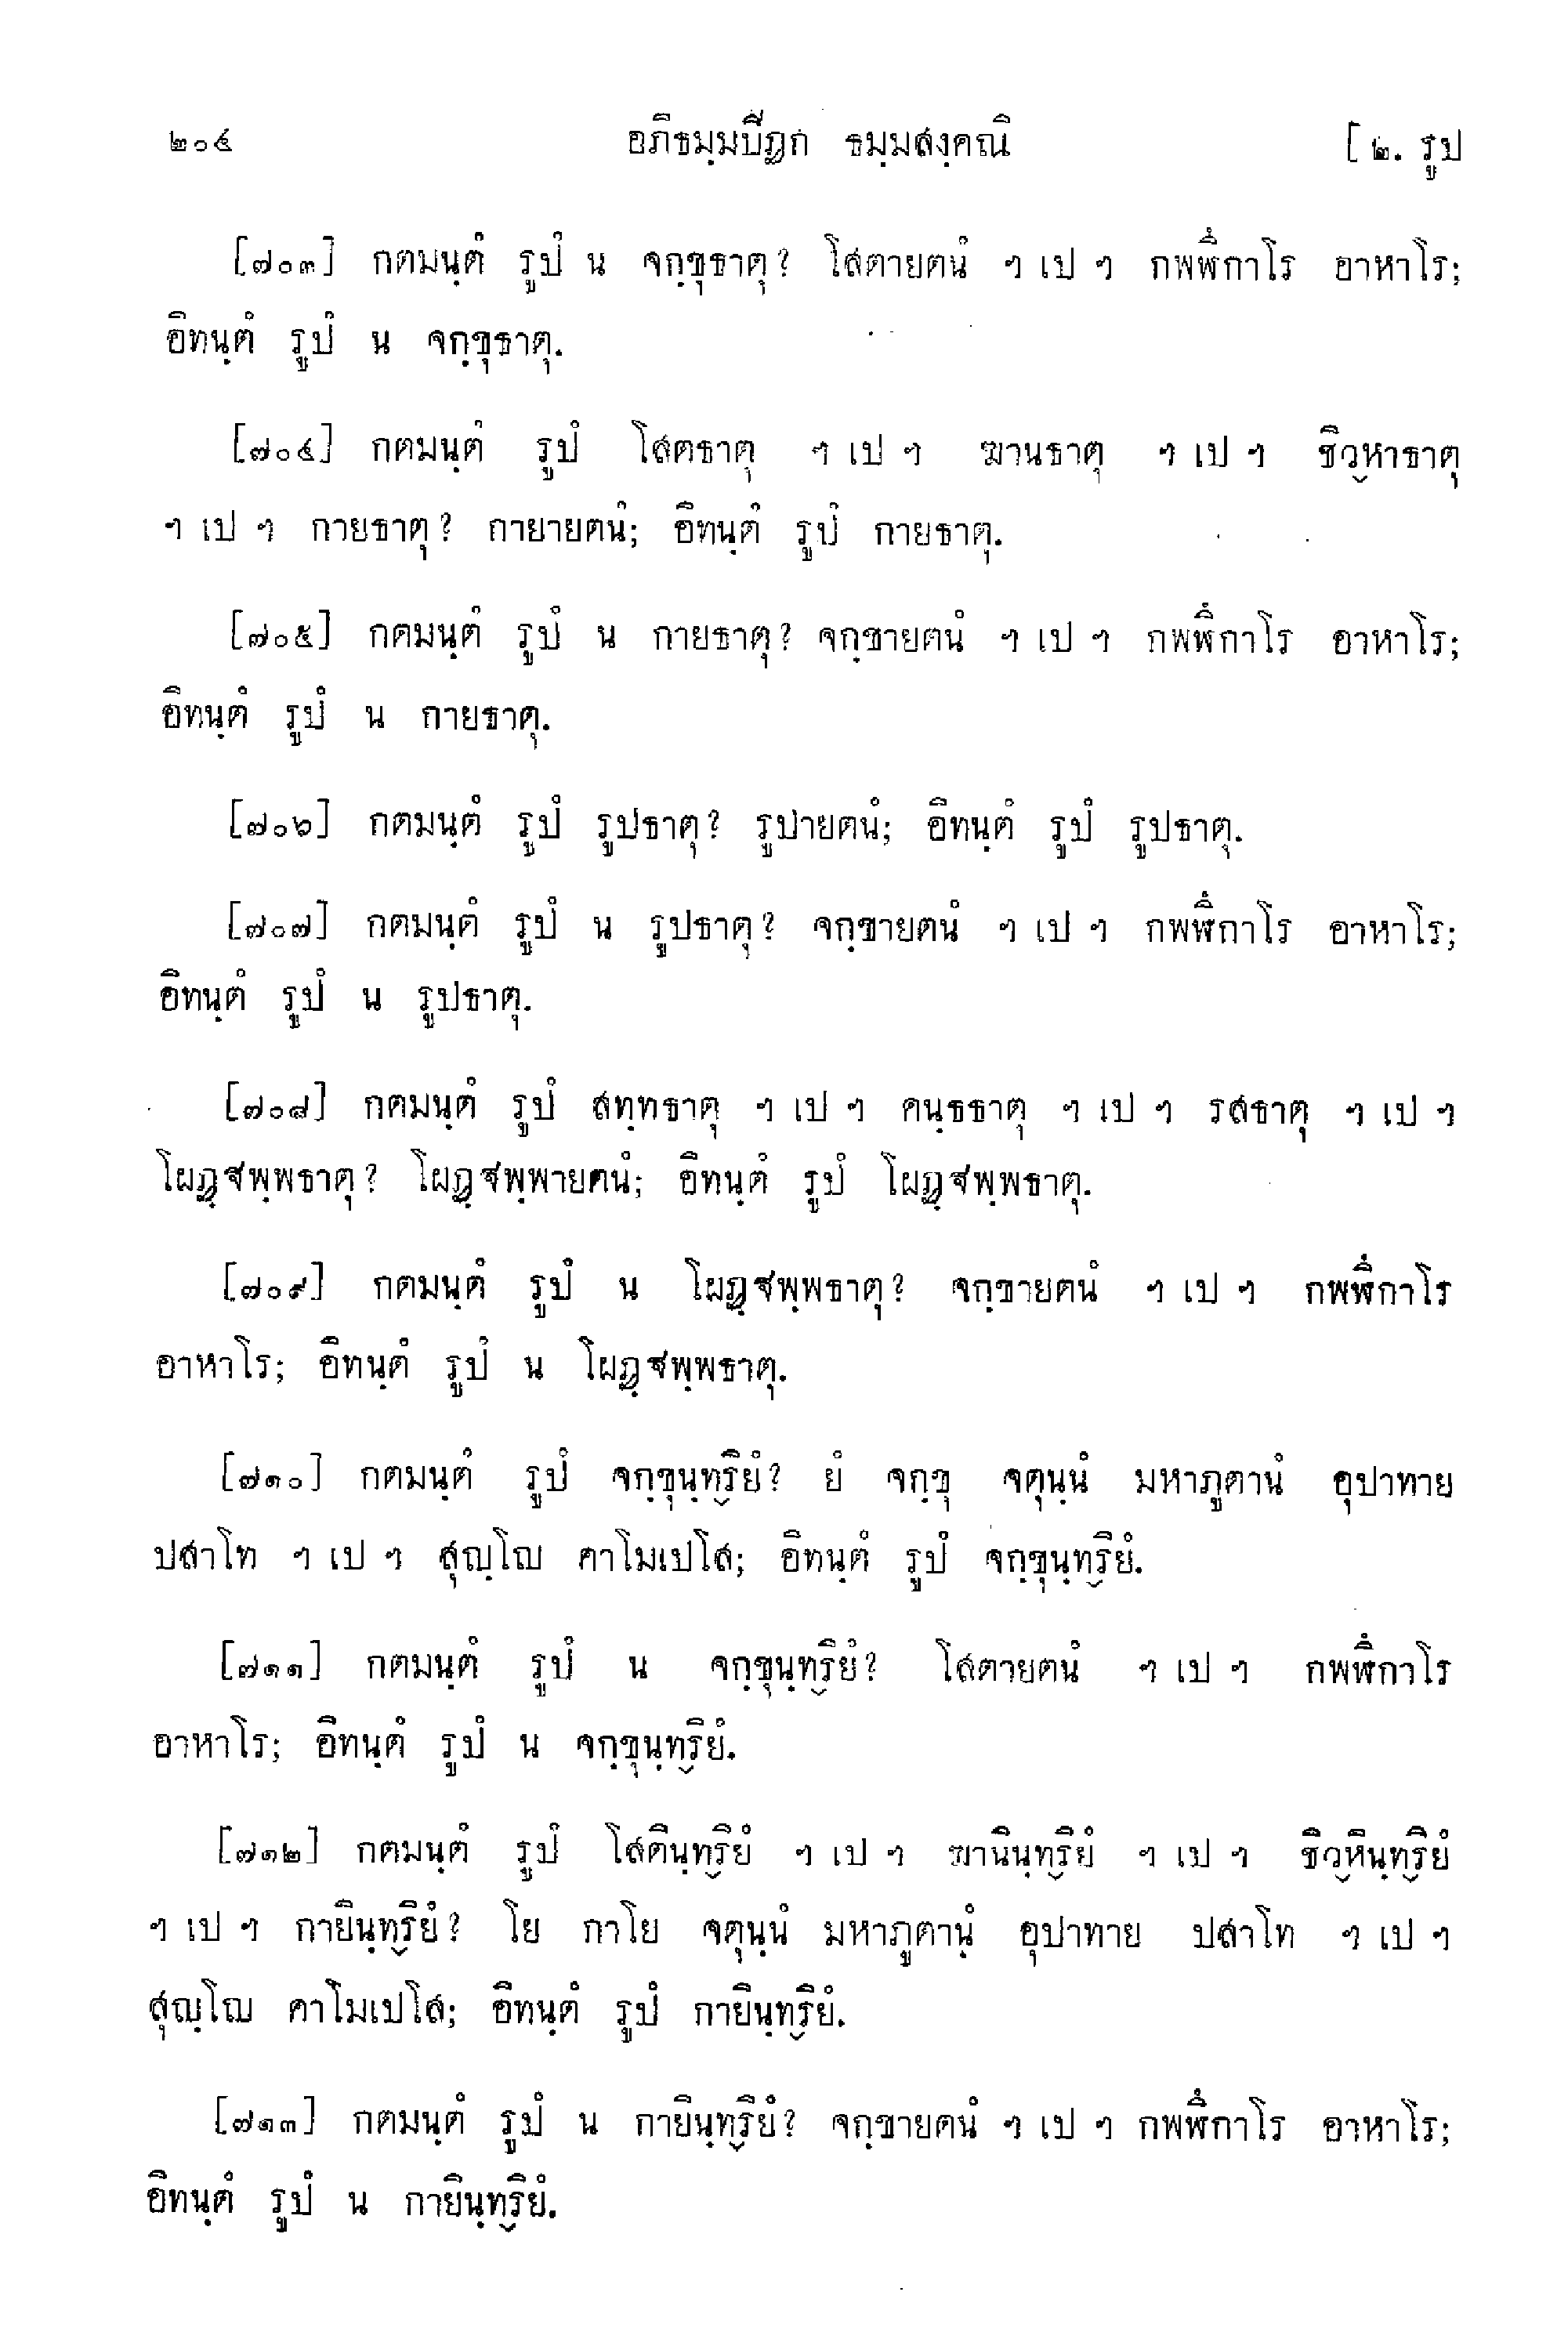 ๒๐๔ อภิธมฺมปีฏก ธมฺมสงฺคณิ [ ๒. รูป
[๗๐๓] กตมนฺตํ รูปํ น จกฺขุธาตุ? โสตายตนํ ฯ เป ฯ กพฬึกาโร อาหาโร;
อิทนฺตํ รูปํ น จกฺขุธาตุ.
[๗๐๔] กตมนฺตํ รูปํ โสตธาตุ ฯ เป ฯ ฆานธาตุ ฯ เป ฯ ชิว๎หาธาตุ
ฯ เป ฯ กายธาตุ? กายายตนํ; อิทนฺตํ รูปํ กายธาตุ.
[๗๐๕] กตมนฺตํ รูปํ น กายธาตุ? จกฺขายตนํ ฯ เป ฯ กพฬึกาโร อาหาโร;
อิทนฺตํ รูปํ น กายธาตุ.
[๗๐๖] กตมนฺตํ รูปํ รูปธาตุ? รูปายตนํ; อิทนฺตํ รูปํ รูปธาตุ.
[๗๐๗] กตมนฺตํ รูปํ น รูปธาตุ? จกฺขายตนํ ฯ เป ฯ กพฬึกาโร อาหาโร;
อิทนฺตํ รูปํ น รูปธาตุ.
[๗๐๘] กตมนฺตํ รูปํ สทฺทธาตุ ฯ เป ฯ คนฺธธาตุ ฯ เป ฯ รสธาตุ ฯ เป ฯ
โผฏฺฐพฺพธาตุ? โผฏฺฐพฺพายตนํ; อิทนฺตํ รูปํ โผฏฺฐพฺพธาตุ.
[๗๐๙] กตมนฺตํ รูปํ น โผฏฺฐพฺพธาตุ? จกฺขายตนํ ฯ เป ฯ กพฬึกาโร
อาหาโร; อิทนฺตํ รูปํ น โผฏฺฐพฺพธาตุ.
[๗๑๐] กตมนฺตํ รูปํ จกฺขุนฺทฺริยํ? ยํ จกฺขุ จตุนฺนํ มหาภูตานํ อุปาทาย
ปสาโท ฯ เป ฯ สุญฺโญ คาโมเปโส; อิทนฺตํ รูปํ จกฺขุนฺทฺริยํ.
[๗๑๑] กตมนฺตํ รูปํ น จกฺขุนฺท๎ริยํ? โสตายตนํ ฯ เป ฯ กพฬึกาโร
อาหาโร; อิทนฺตํ รูปํ น จกฺขุนฺท๎ริยํ.
[๗๑๒] กตมนฺตํ รูปํ โสตินฺท๎ริยํ ฯ เป ฯ ฆานินฺท๎ริยํ ฯ เป ฯ ชิว๎หินฺท๎ริยํ
ฯ เป ฯ กายินฺท๎ริยํ? โย กาโย จตุนฺนํ มหาภูตานํ อุปาทาย ปสาโท ฯ เป ฯ
สุญฺโญ คาโมเปโส; อิทนฺตํ รูปํ กายินฺท๎ริยํ.
[๗๑๓] กตมนฺตํ รูปํ น กายินฺท๎ริยํ? จกฺขายตนํ ฯ เป ฯ กพฬึกาโร อาหาโร;
อิทนฺตํ รูปํ น กายินฺท๎ริยํ.